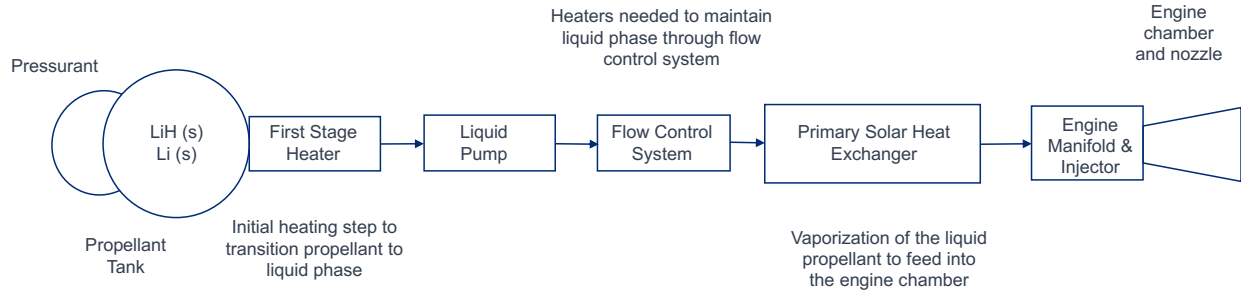 Pressurant
LiH (s)
Li (s)
Propellant
Tank
First Stage
Heater
Initial heating step to
transition propellant to
liquid phase
Liquid
Pump
Heaters needed to maintain
liquid phase through flow
control system
Flow Control
System
Primary Solar Heat
Exchanger
Vaporization of the liquid
propellant to feed into
the engine chamber
Engine
Manifold &
Injector
Engine
chamber
and nozzle